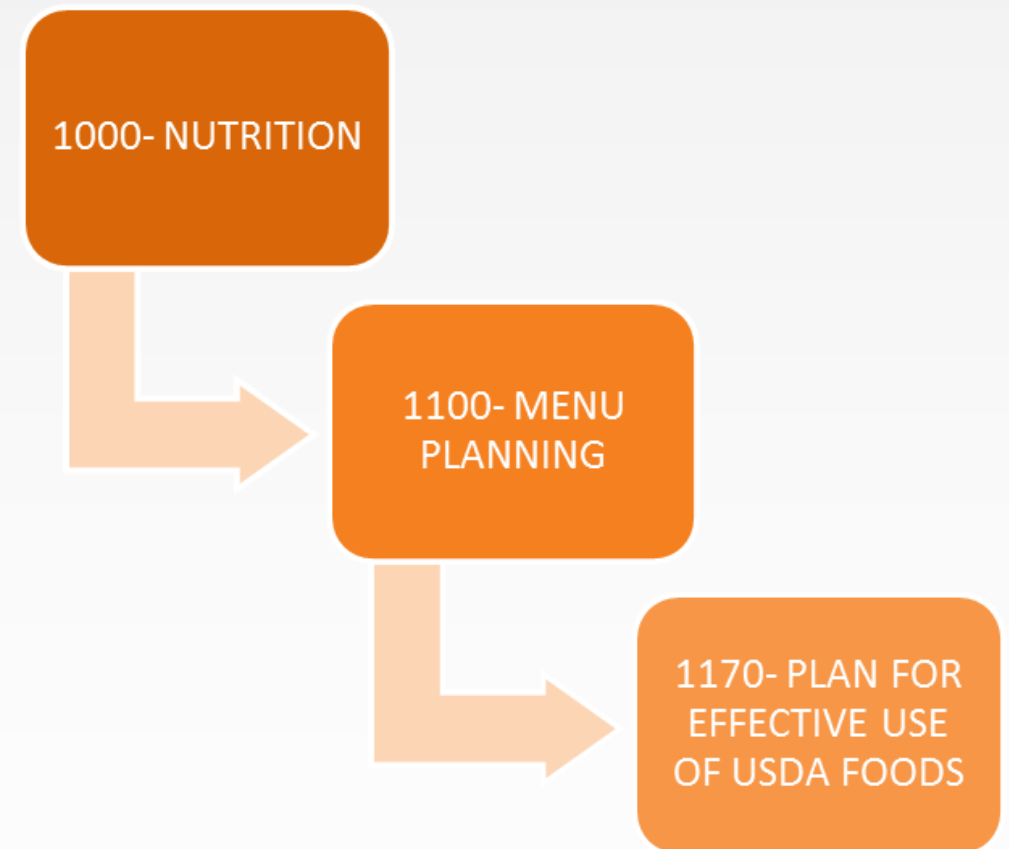 1000- NUTRITION
1100- MENU
PLANNING
1170- PLAN FOR
EFFECTIVE USE
OF USDA FOODS